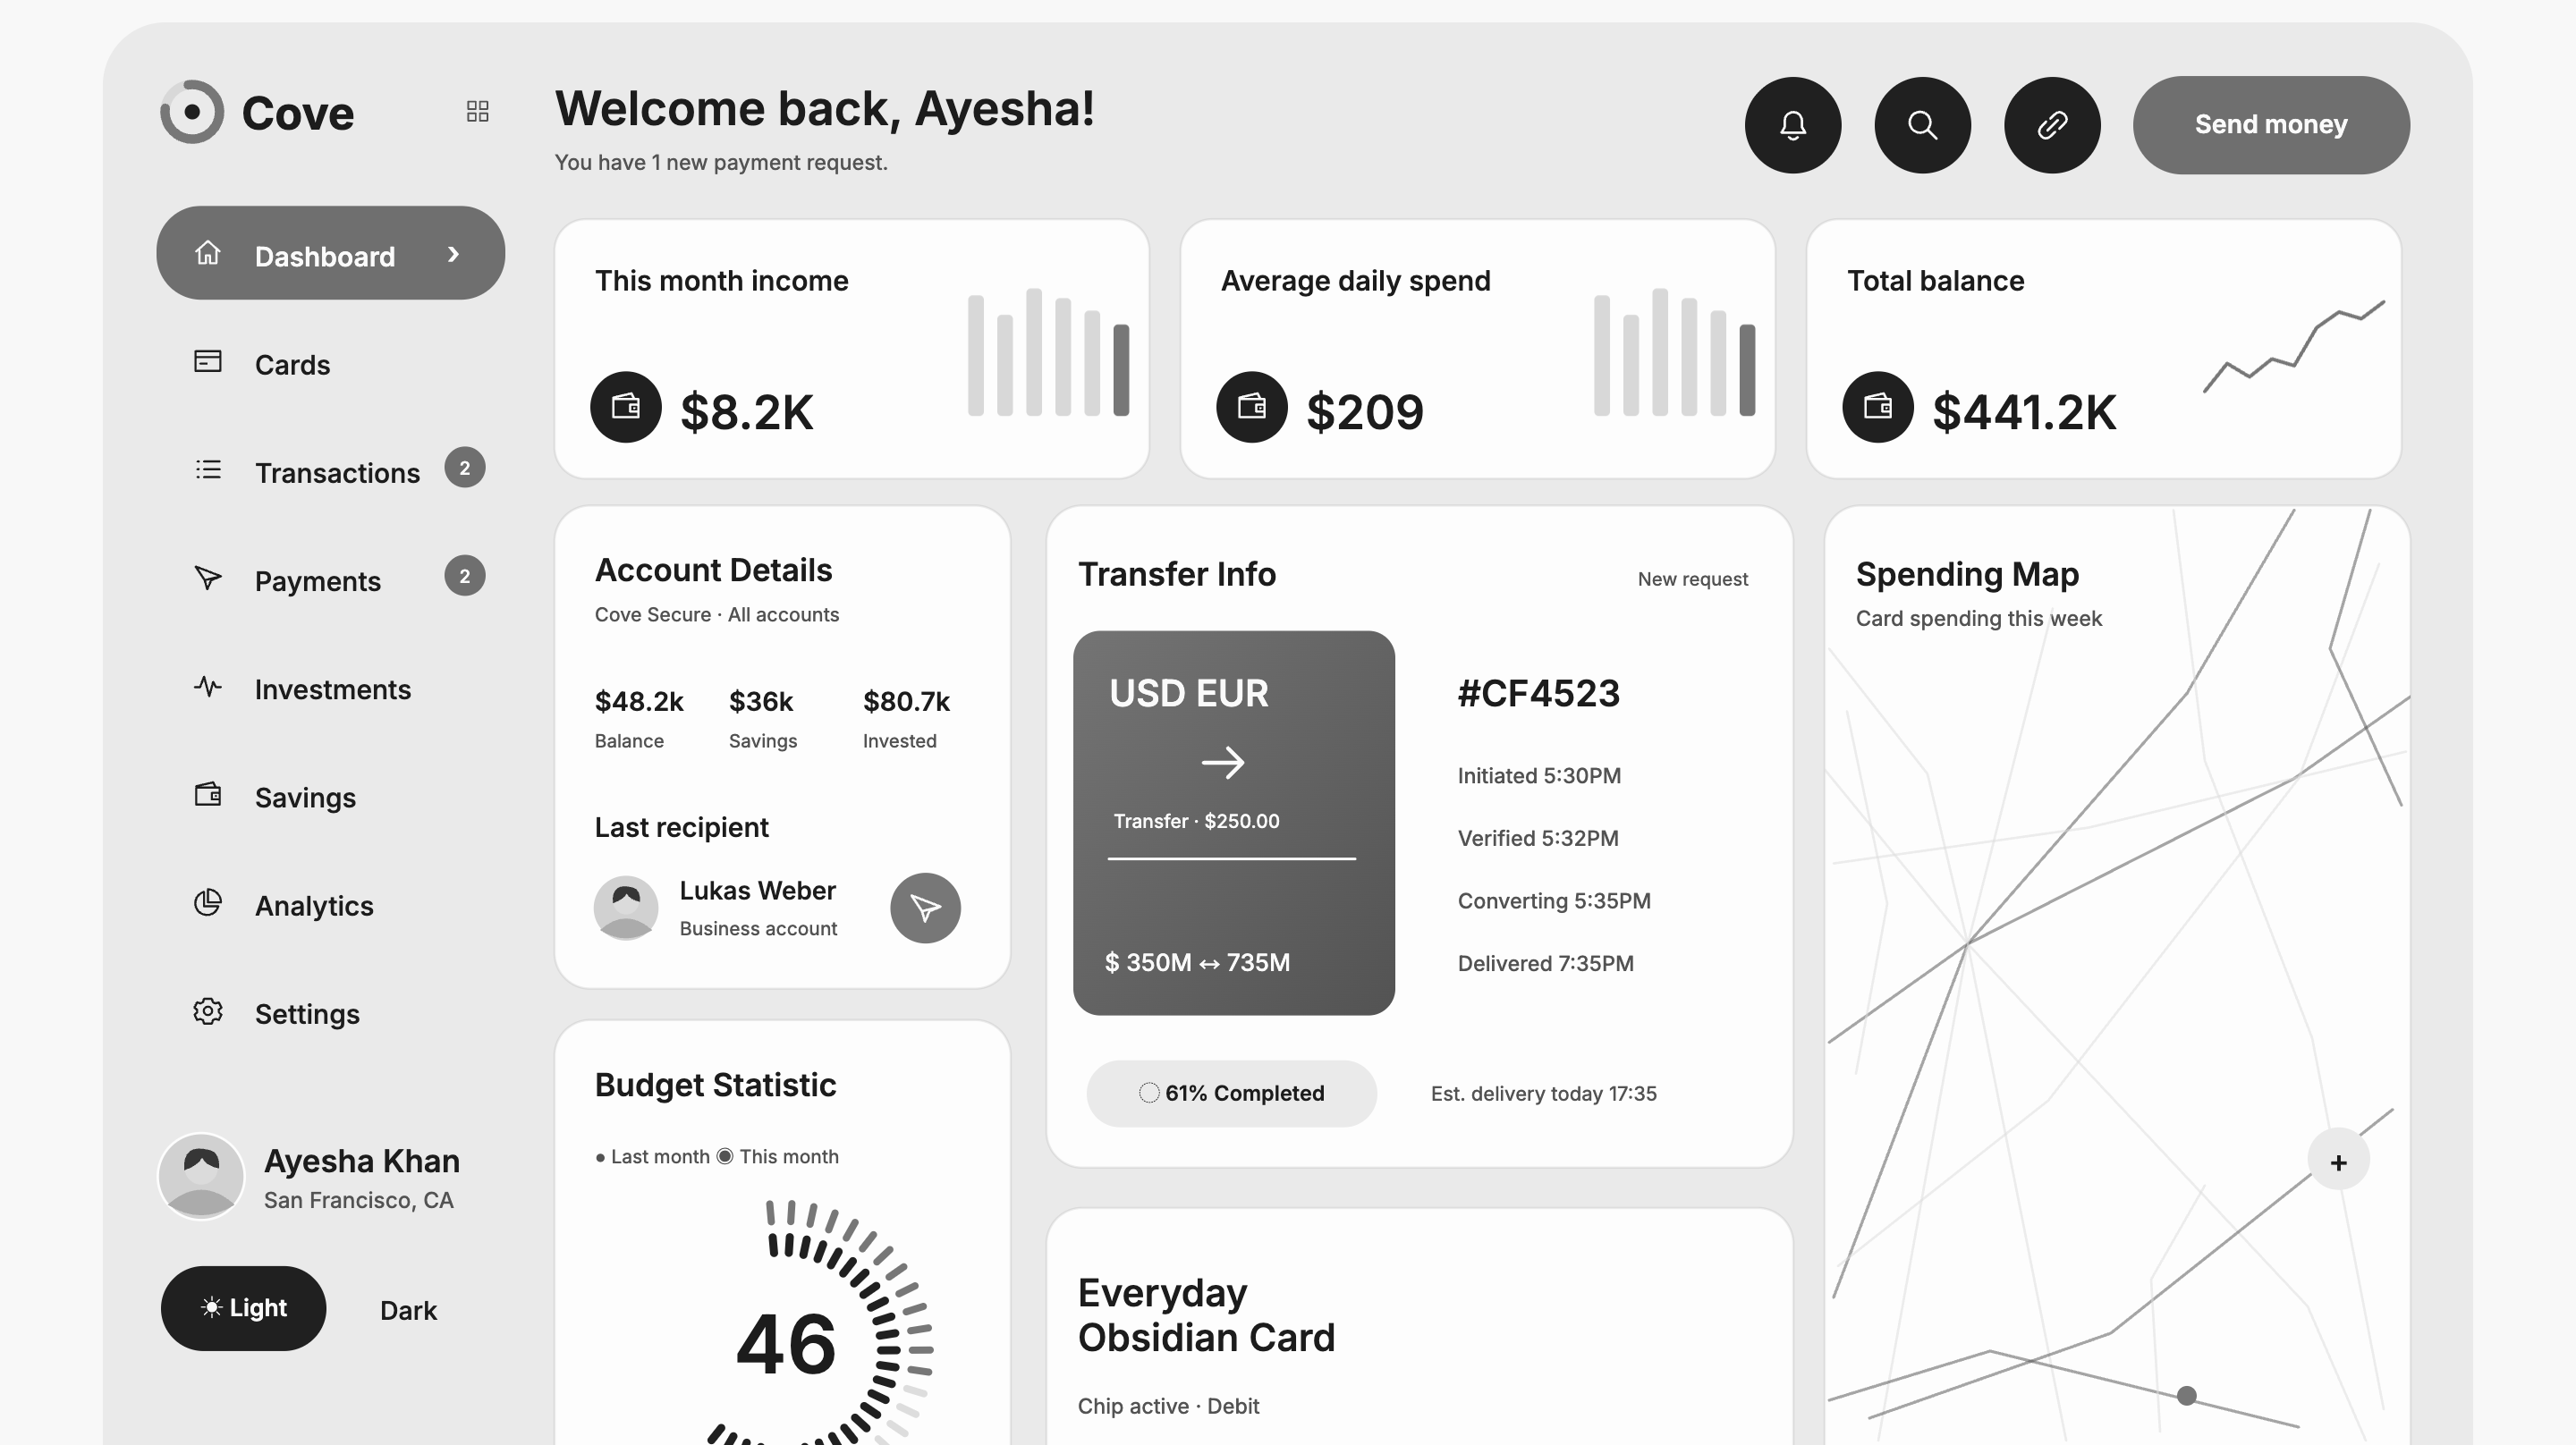 Cove
Dashboard
Cards
Transactions 2
Payments 2
Investments
Savings
Analytics
Settings
Ayesha Khan
San Francisco, CA
Light
Dark
Welcome back, Ayesha!
You have 1 new payment request.
Send money
This month income
$8.2K
Average daily spend
$209
Total balance
$441.2K
Account Details
Cove Secure · All accounts
$48.2k $36k $80.7k
Balance Savings Invested
Last recipient
Lukas Weber
Business account
Budget Statistic
Last month This month
46
Transfer Info
New request
USD EUR
Transfer · $250.00
$ 350M ↔ 735M
#CF4523
Initiated 5:30PM
Verified 5:32PM
Converting 5:35PM
Delivered 7:35PM
61% Completed
Est. delivery today 17:35
Everyday
Obsidian Card
Chip active · Debit
Spending Map
Card spending this week
+